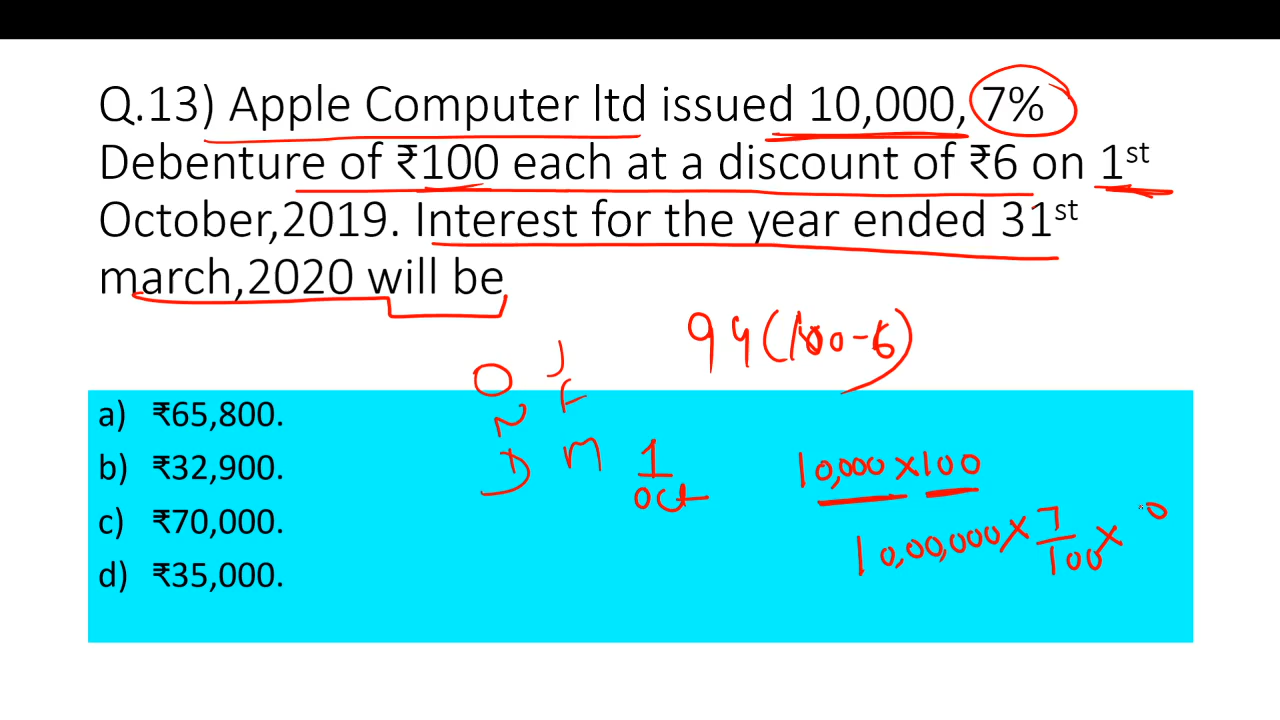 Q.13) Apple Computer ltd issued 10,000, 7%
Debenture of ₹100 each at a discount of ₹6 on 1st
October,2019. Interest for the year ended 31st
march,2020 will be
94(100-6)
O J
N F
D M 1
Oct
a) ₹65,800.
b) ₹32,900.
c) ₹70,000.
d) ₹35,000.
10,000 × 100
10,00,000 × 7/100 ×